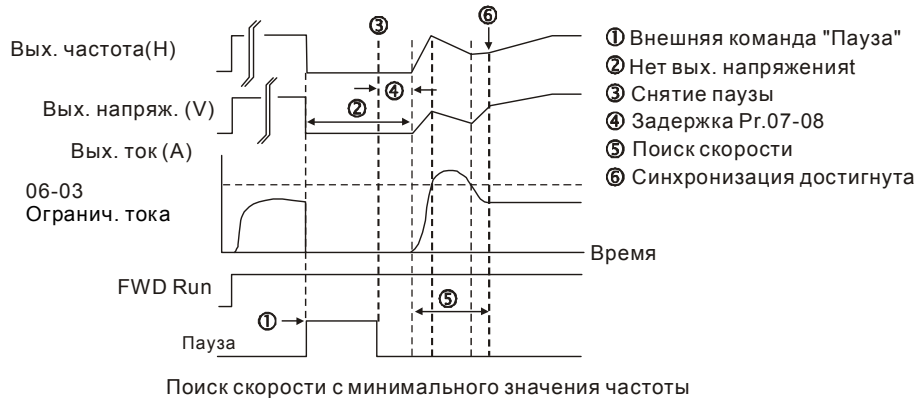 ③
⑥
Вых. частота(H)
① Внешняя команда "Пауза"
② Нет вых. напряженияt
③ Снятие паузы
④ Задержка Pr.07-08
⑤ Поиск скорости
⑥ Синхронизация достигнута
④
Вых. напряж. (V)
②
Вых. ток (A)
06-03
Огранич. тока
Время
FWD Run
⑤
①
Пауза
Поиск скорости с минимального значения частоты